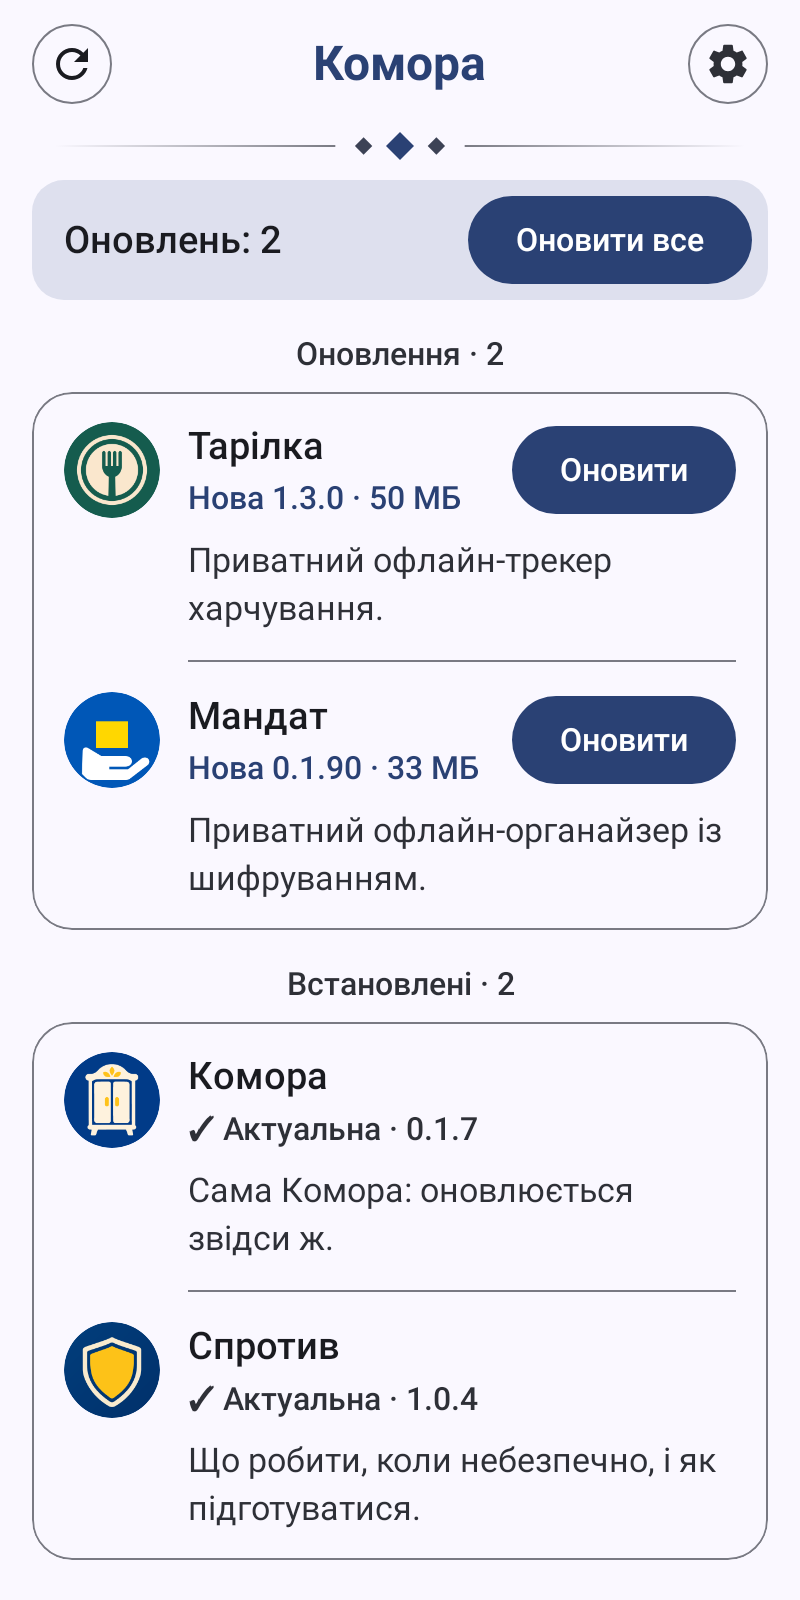 Комора
Оновлень: 2
Оновити все
Оновлення · 2
Тарілка
Нова 1.3.0 · 50 МБ
Оновити
Приватний офлайн-трекер
харчування.
Мандат
Нова 0.1.90 · 33 МБ
Оновити
Приватний офлайн-органайзер із
шифруванням.
Встановлені · 2
Комора
✓ Актуальна · 0.1.7
Сама Комора: оновлюється
звідси ж.
Спротив
✓ Актуальна · 1.0.4
Що робити, коли небезпечно, і як
підготуватися.